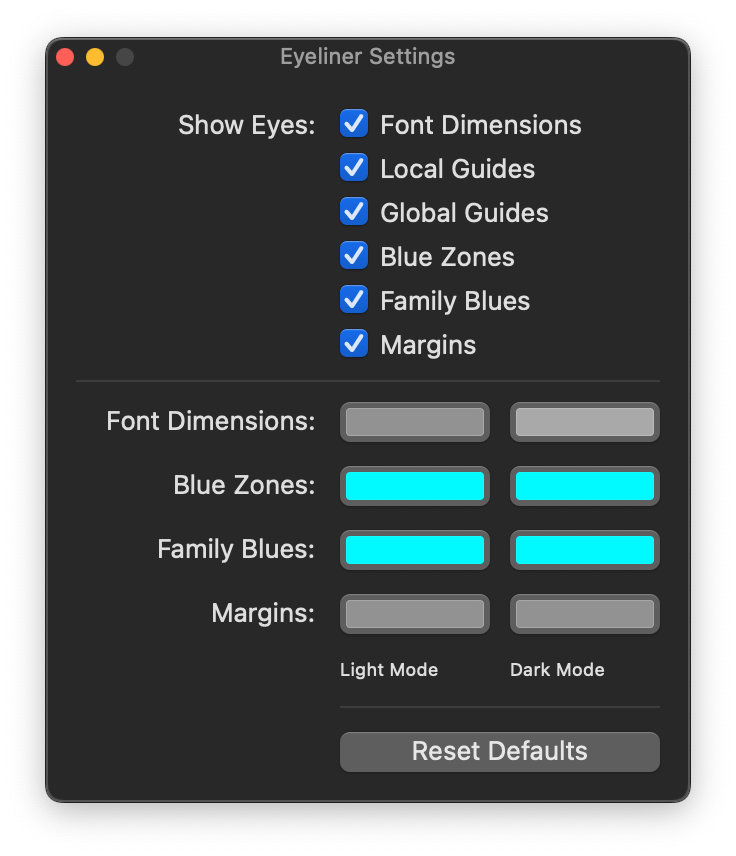 Eyeliner Settings
Show Eyes: Font Dimensions
Local Guides
Global Guides
Blue Zones
Family Blues
Margins
Font Dimensions:
Blue Zones:
Family Blues:
Margins:
Light Mode Dark Mode
Reset Defaults